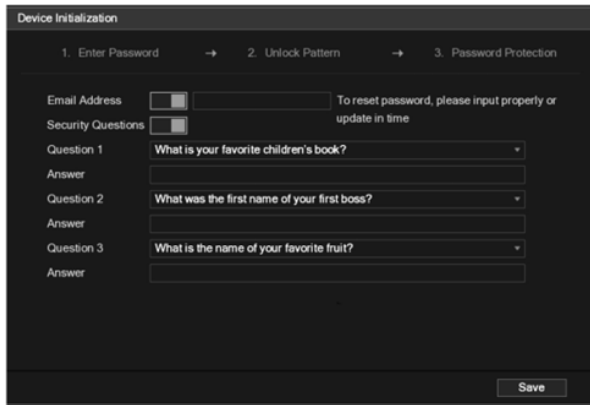 Device Initialization
1. Enter Password → 2. Unlock Pattern → 3. Password Protection
Email Address To reset password, please input properly or
update in time
Security Questions
Question 1 What is your favorite children's book?
Answer
Question 2 What was the first name of your first boss?
Answer
Question 3 What is the name of your favorite fruit?
Answer
Save